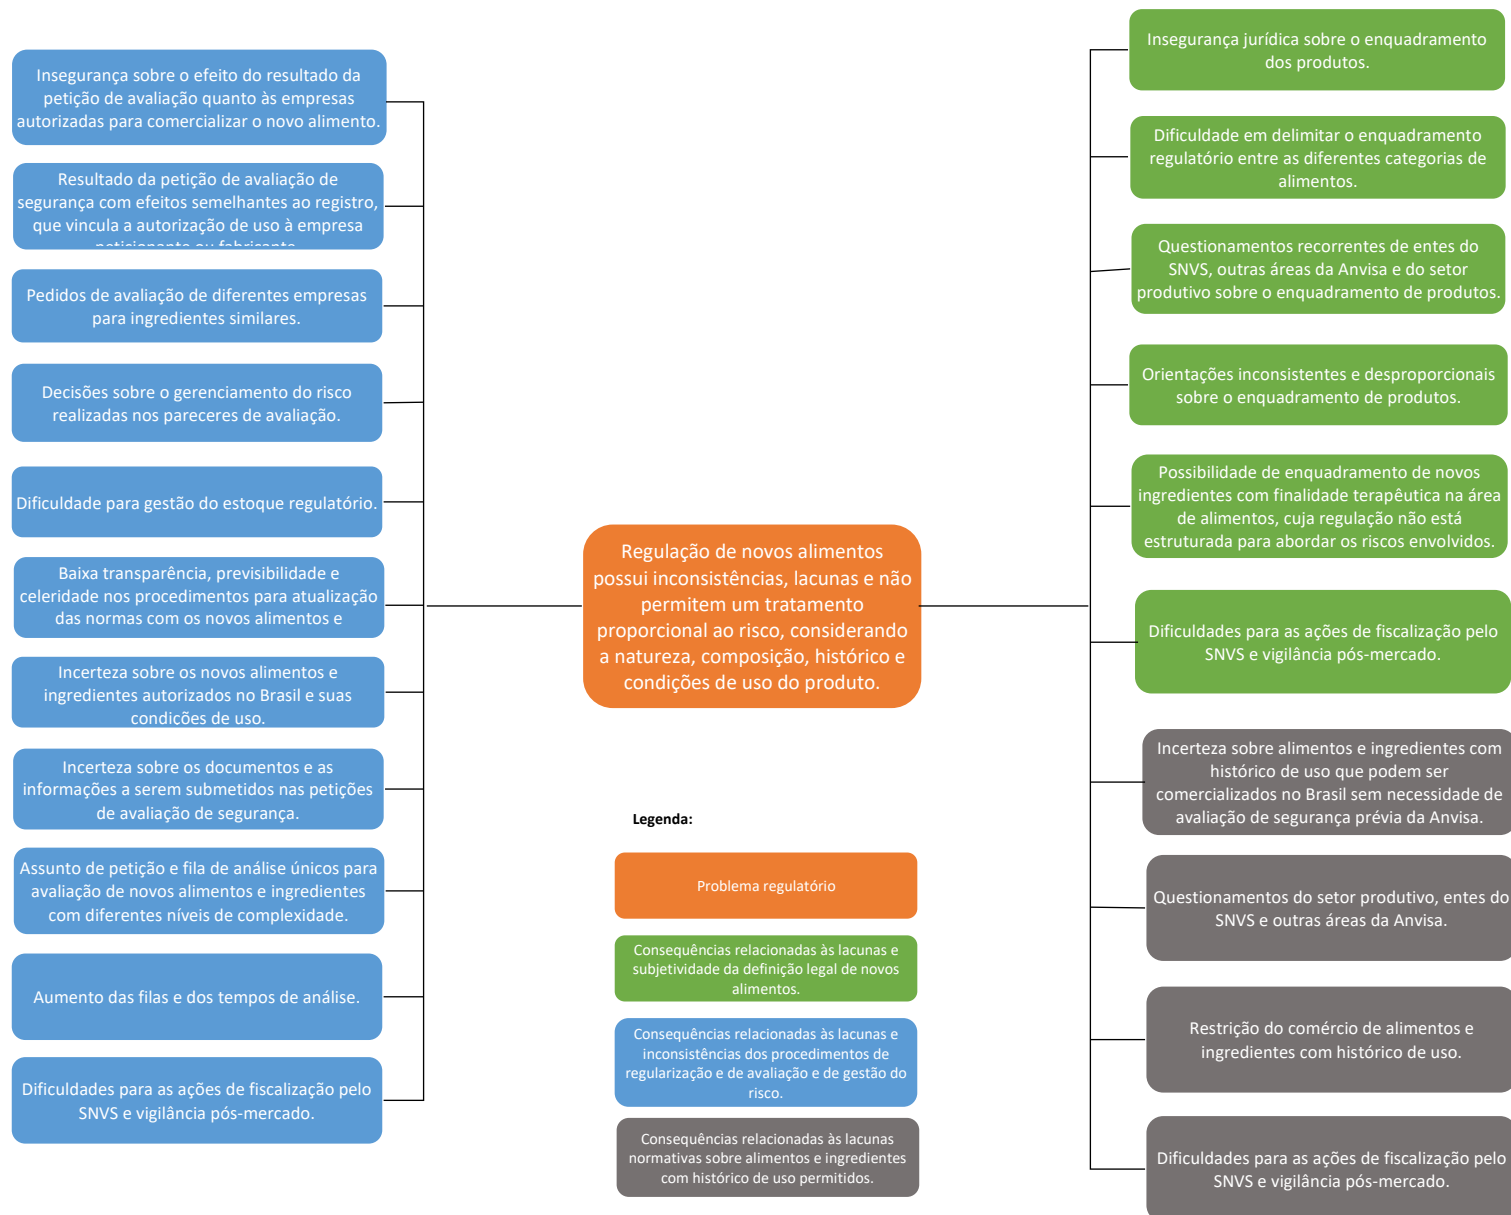 Insegurança sobre o efeito do resultado da
petição de avaliação quanto às empresas
autorizadas para comercializar o novo alimento.
Resultado da petição de avaliação de
segurança com efeitos semelhantes ao registro,
que vincula a autorização de uso à empresa
peticionante ou fabricante.
Pedidos de avaliação de diferentes empresas
para ingredientes similares.
Decisões sobre o gerenciamento do risco
realizadas nos pareceres de avaliação.
Dificuldade para gestão do estoque regulatório.
Baixa transparência, previsibilidade e
celeridade nos procedimentos para atualização
das normas com os novos alimentos e
Incerteza sobre os novos alimentos e
ingredientes autorizados no Brasil e suas
condições de uso.
Incerteza sobre os documentos e as
informações a serem submetidos nas petições
de avaliação de segurança.
Assunto de petição e fila de análise únicos para
avaliação de novos alimentos e ingredientes
com diferentes níveis de complexidade.
Aumento das filas e dos tempos de análise.
Dificuldades para as ações de fiscalização pelo
SNVS e vigilância pós-mercado.
Regulação de novos alimentos
possui inconsistências, lacunas e não
permitem um tratamento
proporcional ao risco, considerando
a natureza, composição, histórico e
condições de uso do produto.
Legenda:
Problema regulatório
Consequências relacionadas às lacunas e
subjetividade da definição legal de novos
alimentos.
Consequências relacionadas às lacunas e
inconsistências dos procedimentos de
regularização e de avaliação e de gestão do
risco.
Consequências relacionadas às lacunas
normativas sobre alimentos e ingredientes
com histórico de uso permitidos.
Insegurança jurídica sobre o enquadramento
dos produtos.
Dificuldade em delimitar o enquadramento
regulatório entre as diferentes categorias de
alimentos.
Questionamentos recorrentes de entes do
SNVS, outras áreas da Anvisa e do setor
produtivo sobre o enquadramento de produtos.
Orientações inconsistentes e desproporcionais
sobre o enquadramento de produtos.
Possibilidade de enquadramento de novos
ingredientes com finalidade terapêutica na área
de alimentos, cuja regulação não está
estruturada para abordar os riscos envolvidos.
Dificuldades para as ações de fiscalização pelo
SNVS e vigilância pós-mercado.
Incerteza sobre alimentos e ingredientes com
histórico de uso que podem ser
comercializados no Brasil sem necessidade de
avaliação de segurança prévia da Anvisa.
Questionamentos do setor produtivo, entes do
SNVS e outras áreas da Anvisa.
Restrição do comércio de alimentos e
ingredientes com histórico de uso.
Dificuldades para as ações de fiscalização pelo
SNVS e vigilância pós-mercado.